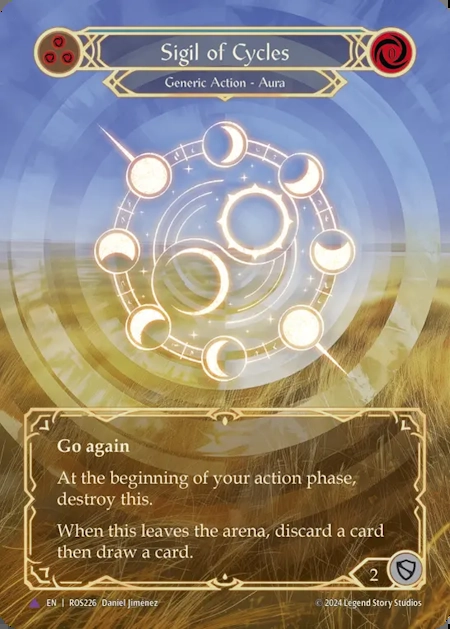 Sigil of Cycles
0
Generic Action - Aura
Go again
At the beginning of your action phase,
destroy this.
When this leaves the arena, discard a card
then draw a card.
2
EN | ROS226 Daniel Jimenez
© 2024 Legend Story Studios